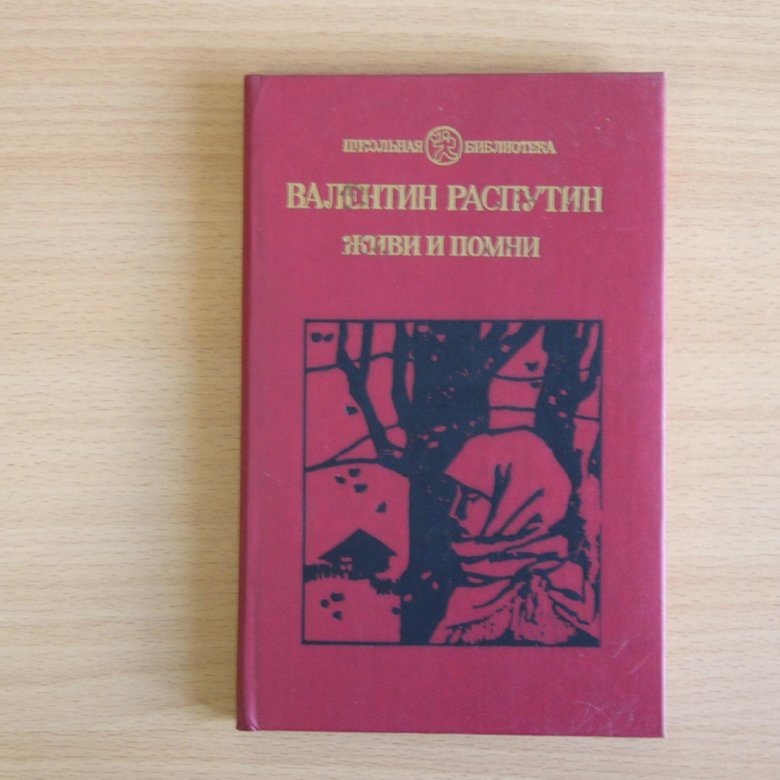 ШКОЛЬНАЯ БИБЛИОТЕКА
ВАЛЕНТИН РАСПУТИН
ЖИВИ И ПОМНИ